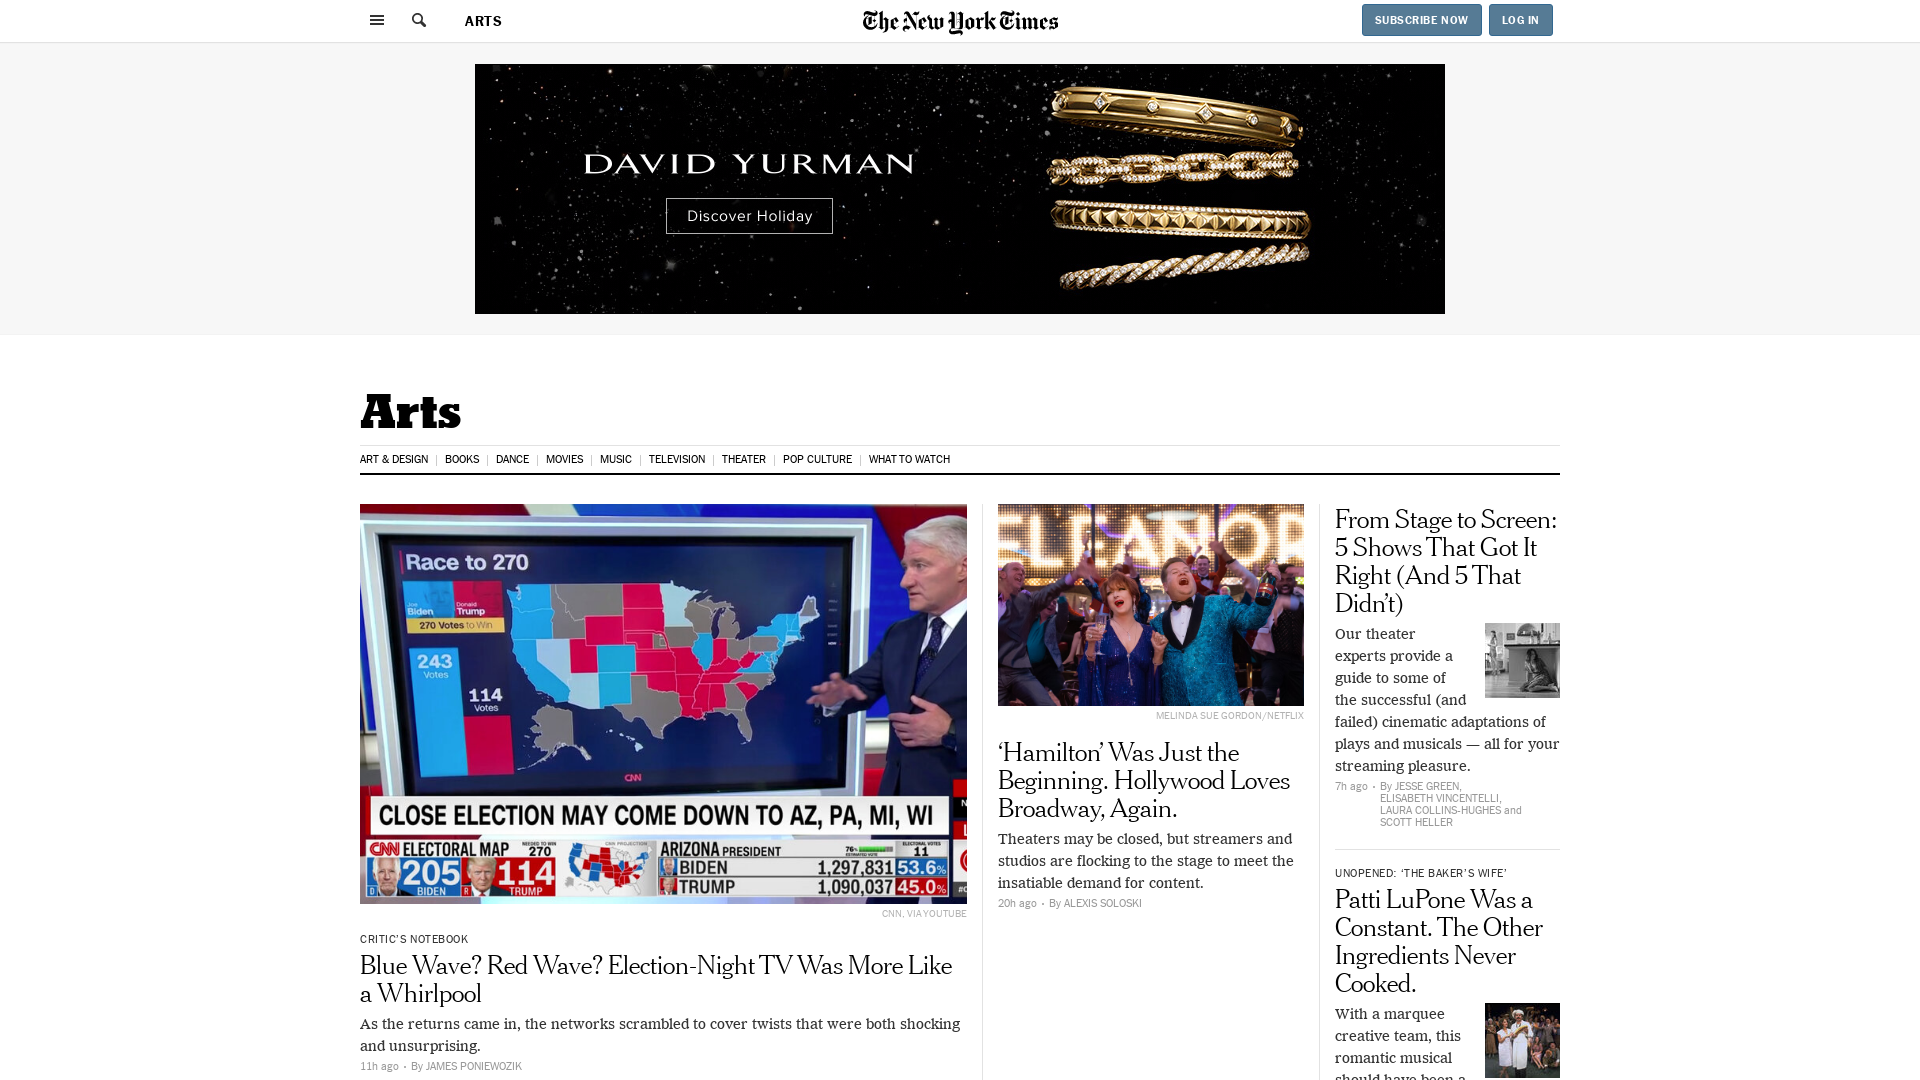 ARTS
The New York Times
SUBSCRIBE NOW
LOG IN
DAVID YURMAN
Discover Holiday
Arts
ART & DESIGN
BOOKS
DANCE
MOVIES
MUSIC
TELEVISION
THEATER
POP CULTURE
WHAT TO WATCH
Race to 270
Joe
Biden
Donald
Trump
270 Votes to Win
243
Votes
114
Votes
CNN
CLOSE ELECTION MAY COME DOWN TO AZ, PA, MI, WI
CNN ELECTORAL MAP
NEEDED TO WIN
270
CNN PROJECTION
205
BIDEN
114
TRUMP
ARIZONA PRESIDENT
76%
ESTIMATED VOTE
ELECTORAL VOTES
11
BIDEN 1,297,831 53.6%
TRUMP 1,090,037 45.0%
CNN, VIA YOUTUBE
CRITIC’S NOTEBOOK
Blue Wave? Red Wave? Election-Night TV Was More Like
a Whirlpool
As the returns came in, the networks scrambled to cover twists that were both shocking
and unsurprising.
11h ago · By JAMES PONIEWOZIK
ELEANOR
MELINDA SUE GORDON/NETFLIX
‘Hamilton’ Was Just the
Beginning. Hollywood Loves
Broadway, Again.
Theaters may be closed, but streamers and
studios are flocking to the stage to meet the
insatiable demand for content.
20h ago · By ALEXIS SOLOSKI
From Stage to Screen:
5 Shows That Got It
Right (And 5 That
Didn’t)
Our theater
experts provide a
guide to some of
the successful (and
failed) cinematic adaptations of
plays and musicals — all for your
streaming pleasure.
7h ago · By JESSE GREEN,
ELISABETH VINCENTELLI,
LAURA COLLINS-HUGHES and
SCOTT HELLER
UNOPENED: ‘THE BAKER’S WIFE’
Patti LuPone Was a
Constant. The Other
Ingredients Never
Cooked.
With a marquee
creative team, this
romantic musical
should have been a